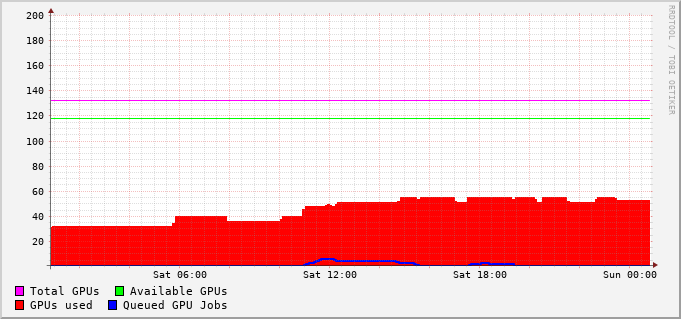 200
180
160
140
120
100
80
60
40
20
Sat 06:00 Sat 12:00 Sat 18:00 Sun 00:00
Total GPUs Available GPUs
GPUs used Queued GPU Jobs
RRDTOOL / TOBI OETIKER